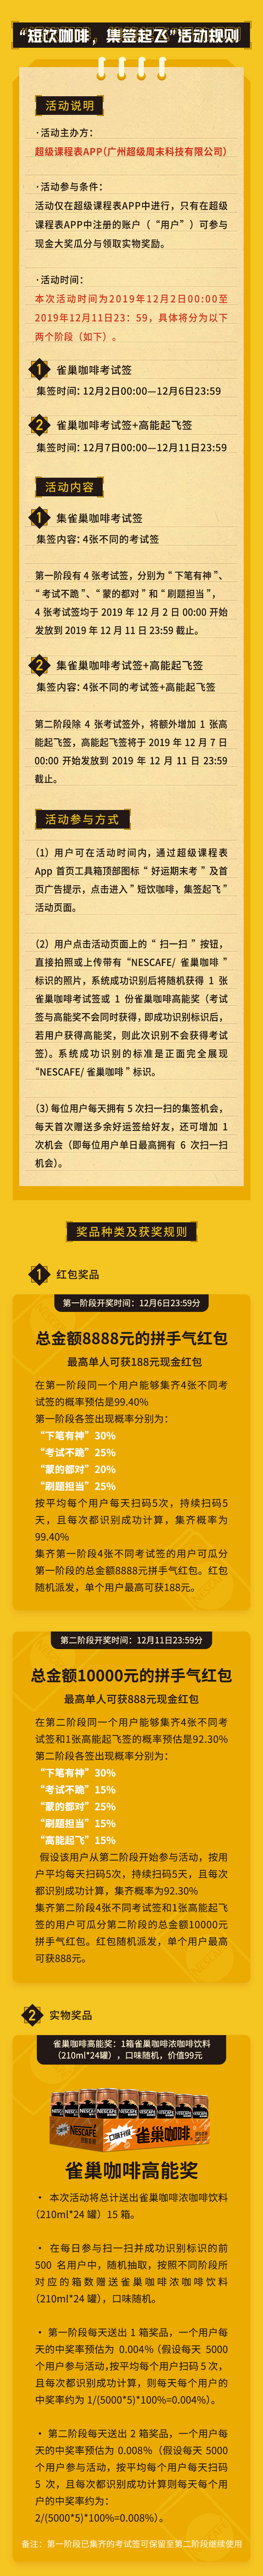 “短饮咖啡，集签起飞”活动规则
活动说明
·活动主办方：
超级课程表APP（广州超级周末科技有限公司）
·活动参与条件：
活动仅在超级课程表APP中进行，只有在超级
课程表APP中注册的账户（“用户”）可参与
现金大奖瓜分与领取实物奖励。
·活动时间：
本次活动时间为2019年12月2日00:00至
2019年12月11日23：59，具体将分为以下
两个阶段（如下）。
1 雀巢咖啡考试签
集签时间：12月2日00:00—12月6日23:59
2 雀巢咖啡考试签+高能起飞签
集签时间：12月7日00:00—12月11日23:59
活动内容
1 集雀巢咖啡考试签
集签内容：4张不同的考试签
第一阶段有 4 张考试签，分别为 “ 下笔有神 ”、
“ 考试不跪 ”、“ 蒙的都对 ” 和 “ 刷题担当 ”，
4 张考试签均于 2019 年 12 月 2 日 00:00 开始
发放到 2019 年 12 月 11 日 23:59 截止。
2 集雀巢咖啡考试签+高能起飞签
集签内容：4张不同的考试签+高能起飞签
第二阶段除 4 张考试签外，将额外增加 1 张高
能起飞签，高能起飞签将于 2019 年 12 月 7 日
00:00 开始发放到 2019 年 12 月 11 日 23:59
截止。
活动参与方式
（1）用户可在活动时间内，通过超级课程表
App 首页工具箱顶部图标 “ 好运期末考 ” 及首
页广告提示，点击进入 ” 短饮咖啡，集签起飞 ”
活动页面。
（2）用户点击活动页面上的 “ 扫一扫 ” 按钮，
直接拍照或上传带有 “NESCAFE/ 雀巢咖啡 ”
标识的照片，系统成功识别后将随机获得 1 张
雀巢咖啡考试签或 1 份雀巢咖啡高能奖（考试
签与高能奖不会同时获得，即成功识别标识后，
若用户获得高能奖，则此次识别不会获得考试
签）。系统成功识别的标准是正面完全展现
“NESCAFE/ 雀巢咖啡 ” 标识。
（3）每位用户每天拥有 5 次扫一扫的集签机会，
每天首次赠送多余好运签给好友，还可增加 1
次机会（即每位用户单日最高拥有 6 次扫一扫
机会）。
奖品种类及获奖规则
1 红包奖品
第一阶段开奖时间：12月6日23:59分
总金额8888元的拼手气红包
最高单人可获188元现金红包
在第一阶段同一个用户能够集齐4张不同考
试签的概率预估是99.40%
第一阶段各签出现概率分别为：
“下笔有神”30%
“考试不跪”25%
“蒙的都对”20%
“刷题担当”25%
按平均每个用户每天扫码5次，持续扫码5
天，且每次都识别成功计算，集齐概率为
99.40%
集齐第一阶段4张不同考试签的用户可瓜分
第一阶段的总金额8888元拼手气红包。红包
随机派发，单个用户最高可获188元。
第二阶段开奖时间：12月11日23:59分
总金额10000元的拼手气红包
最高单人可获888元现金红包
在第二阶段同一个用户能够集齐4张不同考
试签和1张高能起飞签的概率预估是92.30%
第二阶段各签出现概率分别为：
“下笔有神”30%
“考试不跪”15%
“蒙的都对”25%
“刷题担当”15%
“高能起飞”15%
假设该用户从第二阶段开始参与活动，按用
户平均每天扫码5次，持续扫码5天，且每次
都识别成功计算，集齐概率为92.30%
集齐第二阶段4张不同考试签和1张高能起飞
签的用户可瓜分第二阶段的总金额10000元
拼手气红包。红包随机派发，单个用户最高
可获888元。
2 实物奖品
雀巢咖啡高能奖：1箱雀巢咖啡浓咖啡饮料
（210ml*24罐），口味随机，价值99元
NESCAFÉ
口味升级
雀巢咖啡
雀巢咖啡高能奖
• 本次活动将总计送出雀巢咖啡浓咖啡饮料
（210ml*24 罐）15 箱。
• 在每日参与扫一扫并成功识别标识的前
500 名用户中，随机抽取，按照不同阶段所
对应的箱数赠送雀巢咖啡浓咖啡饮料
（210ml*24 罐），口味随机。
• 第一阶段每天送出 1 箱奖品，一个用户每
天的中奖率预估为 0.004%（假设每天 5000
个用户参与活动，按平均每个用户扫码 5 次，
且每次都识别成功计算，则每天每个用户的
中奖率约为 1/(5000*5)*100%=0.004%）。
• 第二阶段每天送出 2 箱奖品，一个用户每
天的中奖率预估为 0.008%（假设每天 5000
个用户参与活动，按平均每个用户每天扫码
5 次，且每次都识别成功计算则每天每个用
户的中奖率约为：
2/(5000*5)*100%=0.008%）。
备注：第一阶段已集齐的考试签可保留至第二阶段继续使用